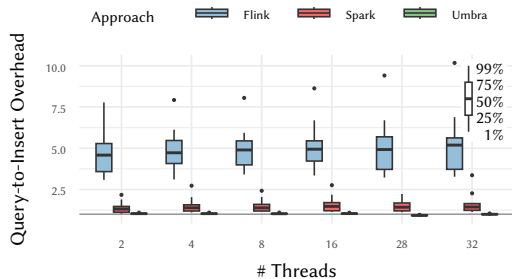 Approach Flink Spark Umbra
Query-to-Insert Overhead
10.0
7.5
5.0
2.5
99%
75%
50%
25%
1%
2 4 8 16 28 32
# Threads